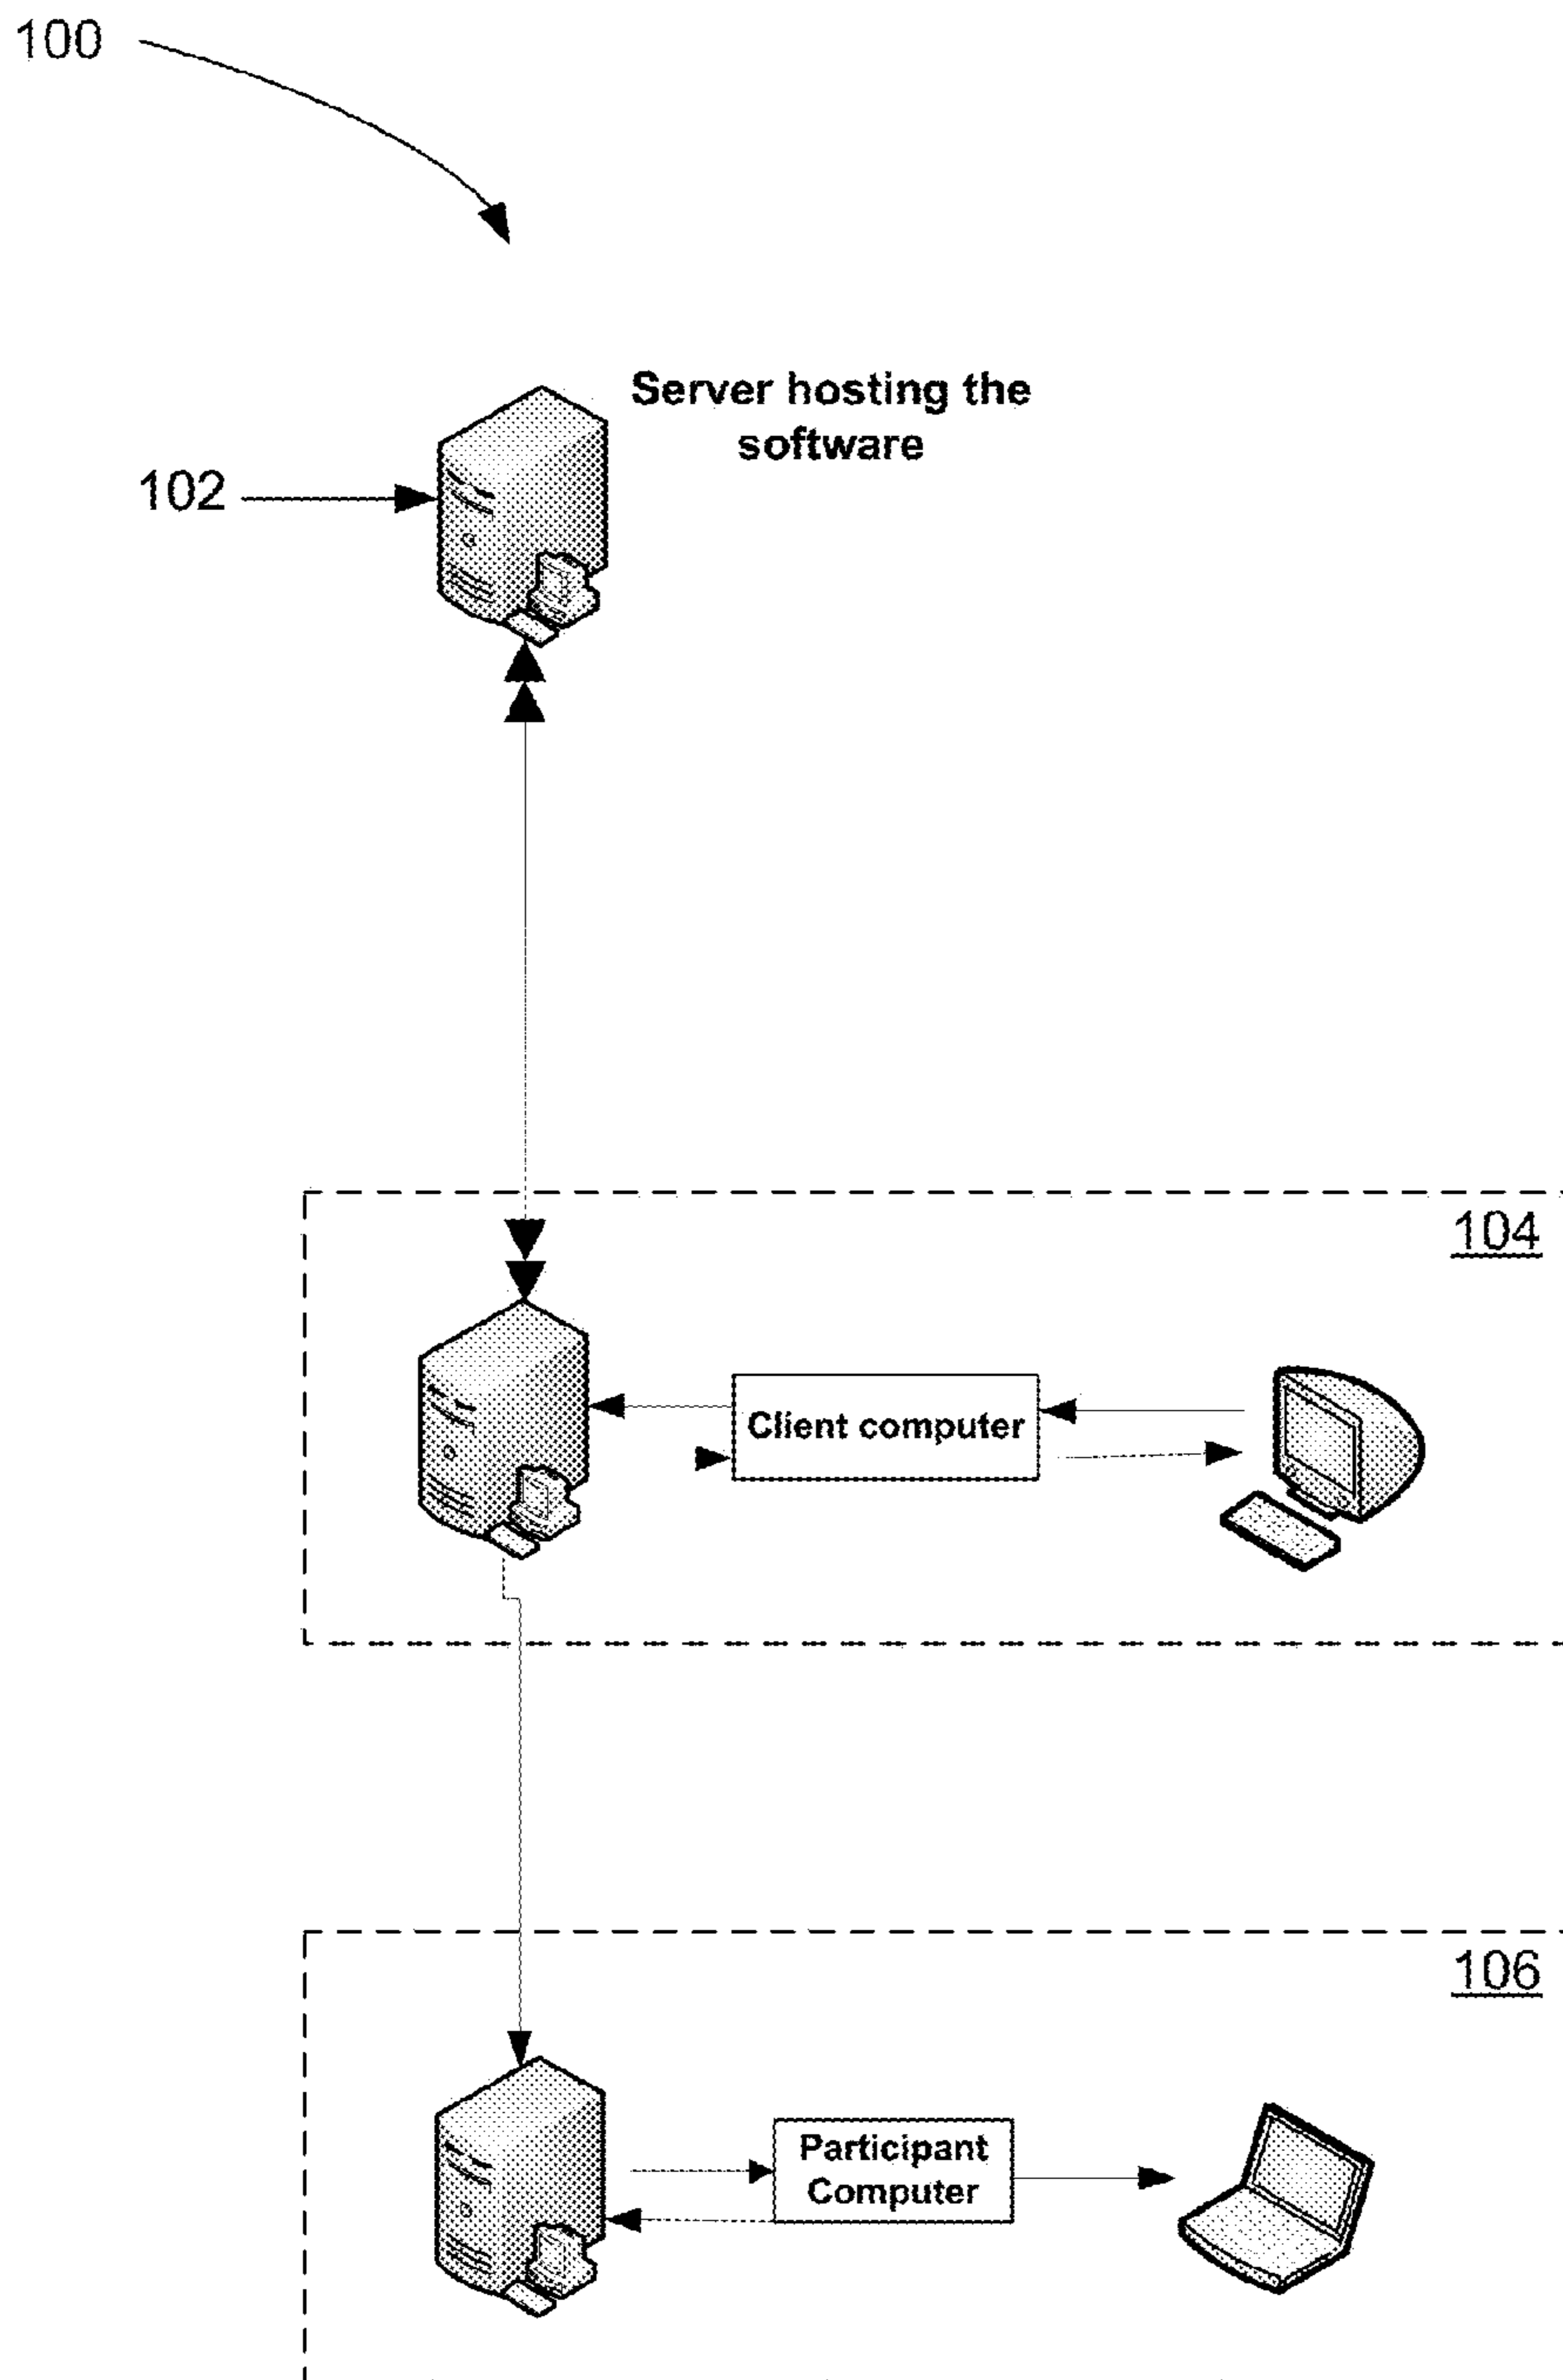 100
Server hosting the
software
102
104
Client computer
106
Participant
Computer